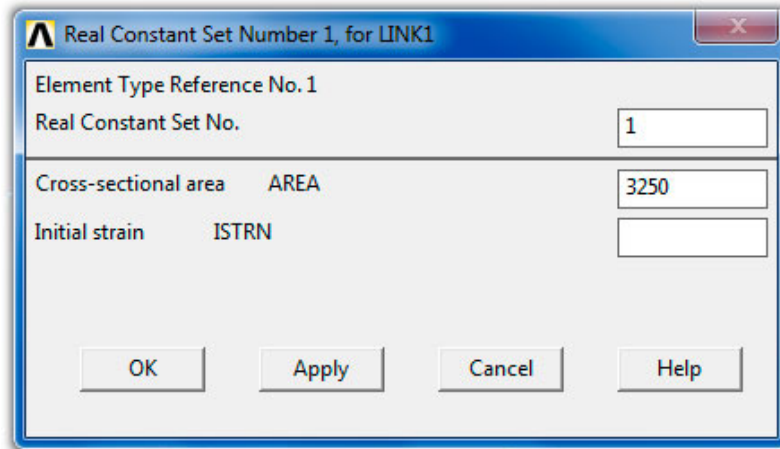 Real Constant Set Number 1, for LINK1
X
Element Type Reference No. 1
Real Constant Set No. 1
Cross-sectional area AREA 3250
Initial strain ISTRN
OK Apply Cancel Help